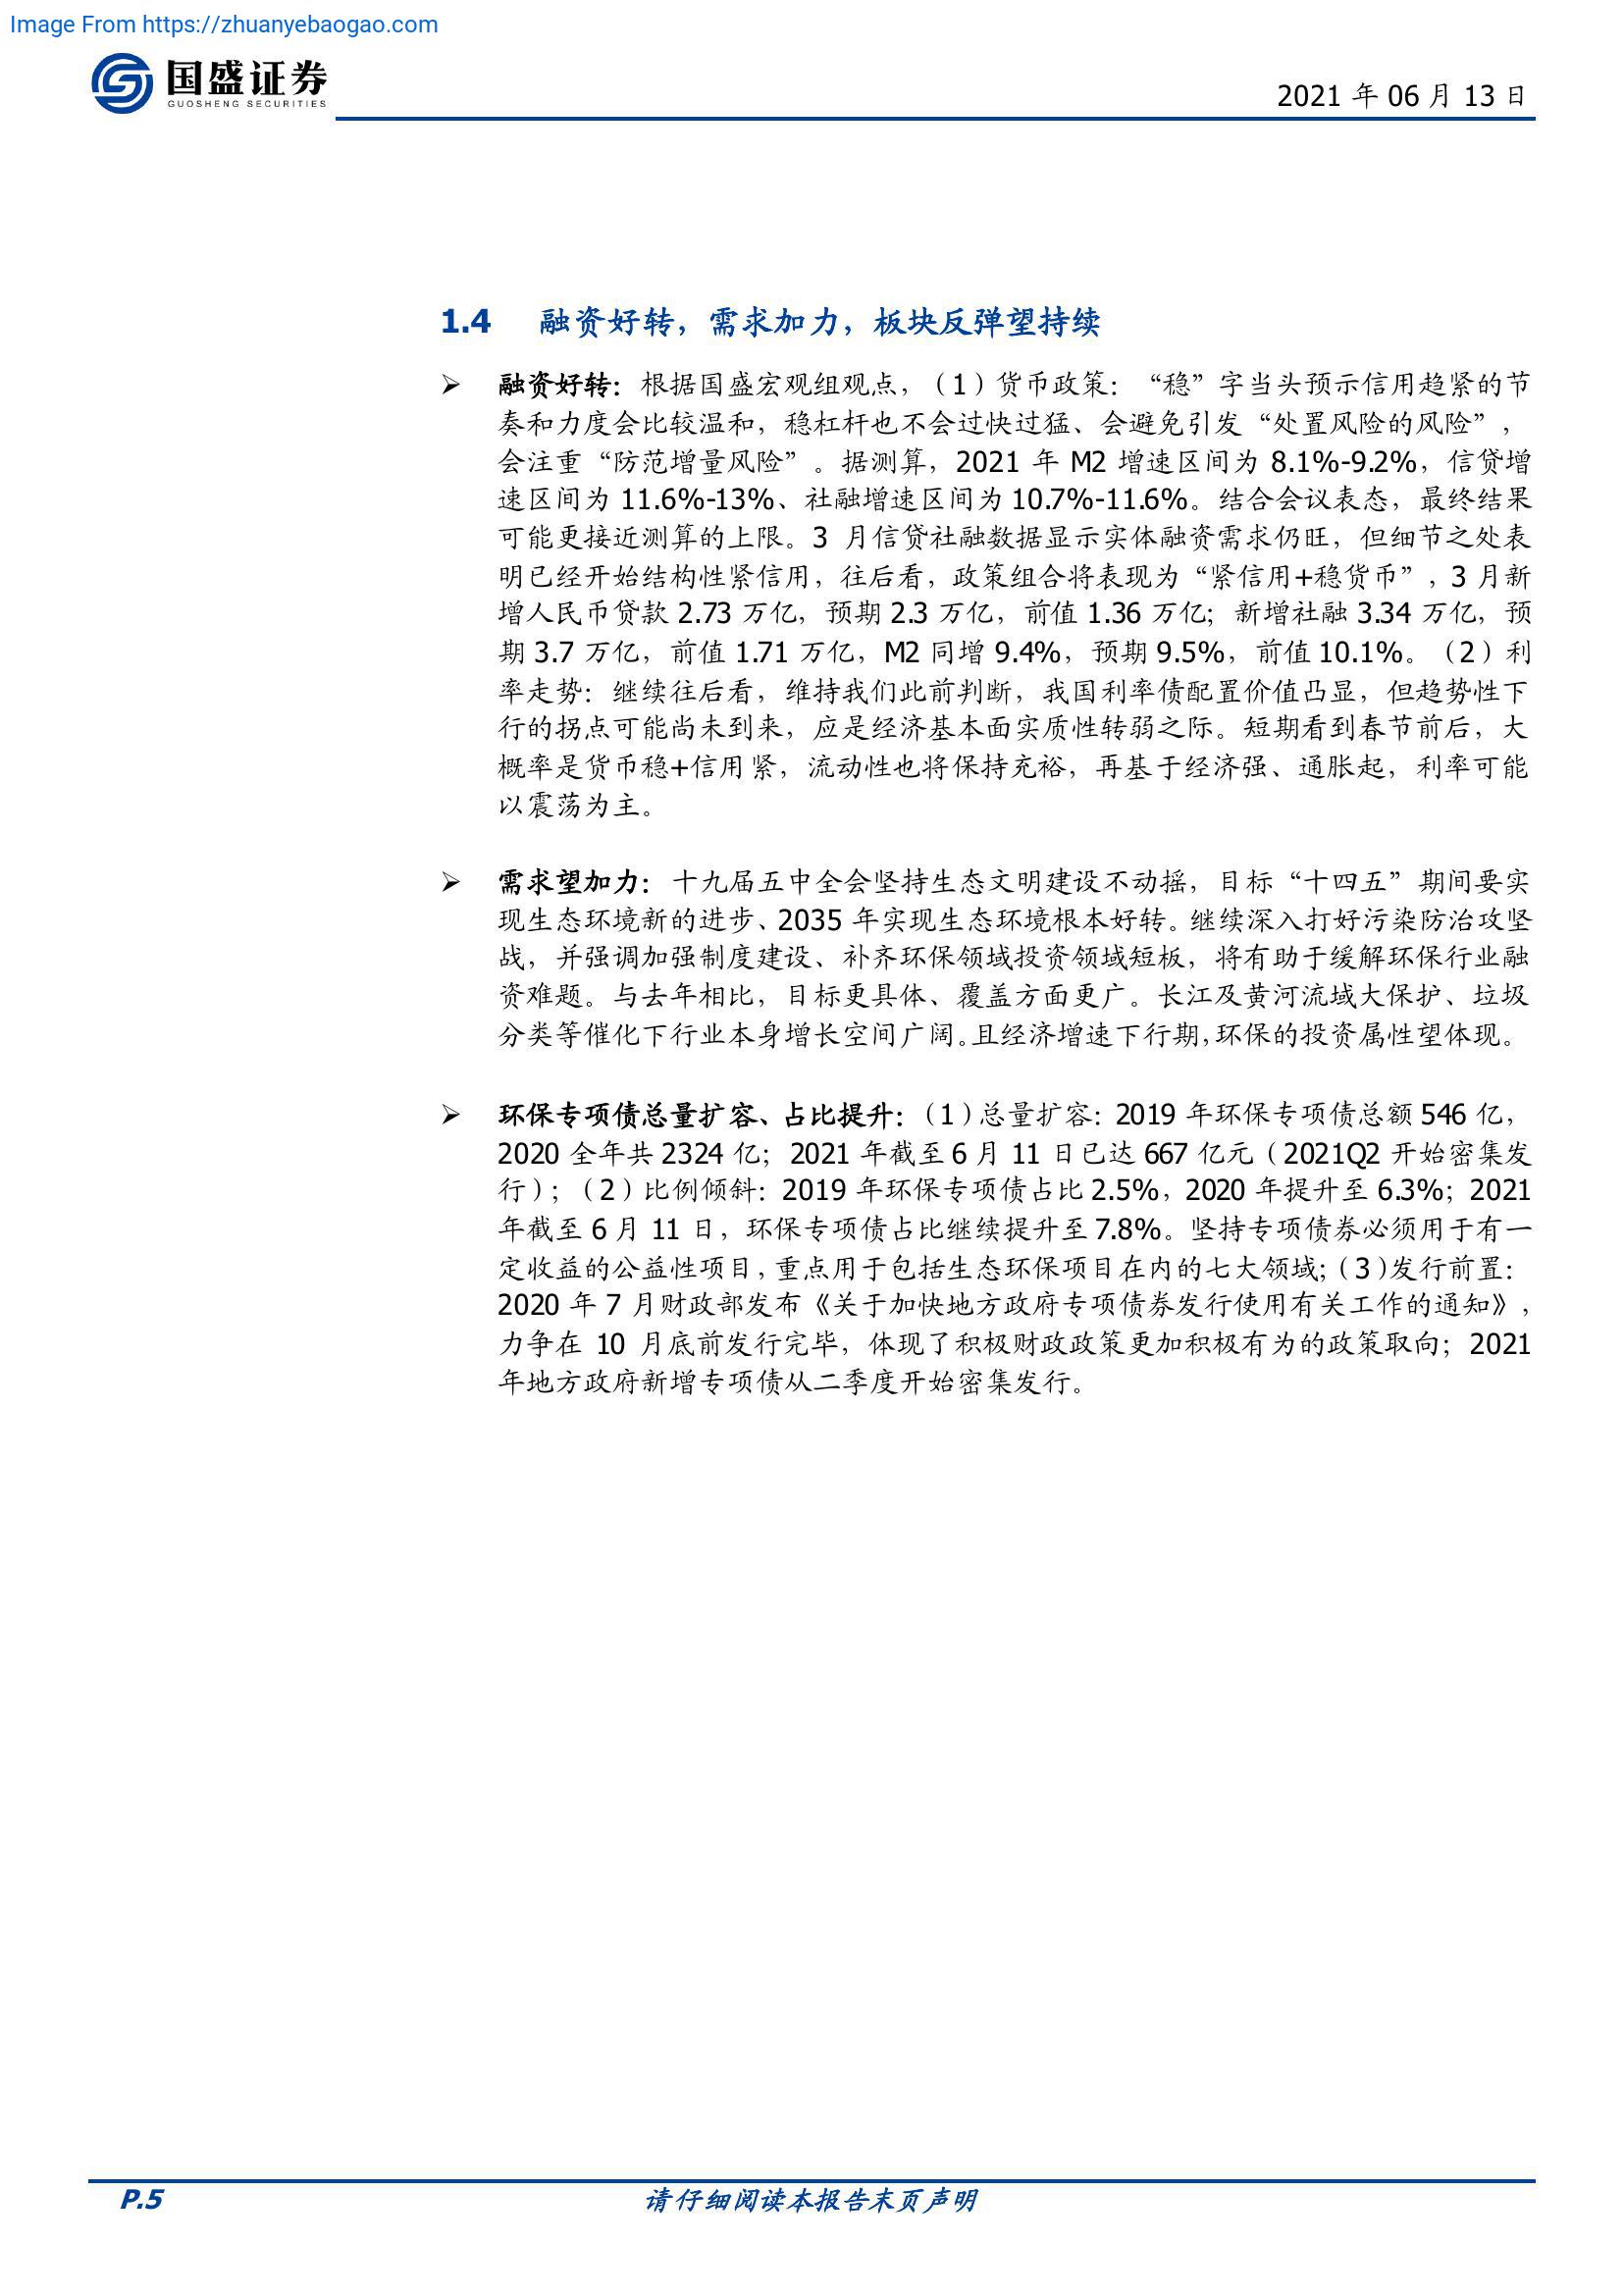 Image From https://zhuanyebaogao.com
国盛证券
GUOSHENG SECURITIES
2021 年 06 月 13 日
1.4 融资好转，需求加力，板块反弹望持续
➢ 融资好转：根据国盛宏观组观点，（1）货币政策：“稳”字当头预示信用趋紧的节
奏和力度会比较温和，稳杠杆也不会过快过猛、会避免引发“处置风险的风险”，
会注重“防范增量风险”。据测算，2021 年 M2 增速区间为 8.1%-9.2%，信贷增
速区间为 11.6%-13%、社融增速区间为 10.7%-11.6%。结合会议表态，最终结果
可能更接近测算的上限。3 月信贷社融数据显示实体融资需求仍旺，但细节之处表
明已经开始结构性紧信用，往后看，政策组合将表现为“紧信用+稳货币”，3 月新
增人民币贷款 2.73 万亿，预期 2.3 万亿，前值 1.36 万亿；新增社融 3.34 万亿，预
期 3.7 万亿，前值 1.71 万亿，M2 同增 9.4%，预期 9.5%，前值 10.1%。（2）利
率走势：继续往后看，维持我们此前判断，我国利率债配置价值凸显，但趋势性下
行的拐点可能尚未到来，应是经济基本面实质性转弱之际。短期看到春节前后，大
概率是货币稳+信用紧，流动性也将保持充裕，再基于经济强、通胀起，利率可能
以震荡为主。
➢ 需求望加力：十九届五中全会坚持生态文明建设不动摇，目标“十四五”期间要实
现生态环境新的进步、2035 年实现生态环境根本好转。继续深入打好污染防治攻坚
战，并强调加强制度建设、补齐环保领域投资领域短板，将有助于缓解环保行业融
资难题。与去年相比，目标更具体、覆盖方面更广。长江及黄河流域大保护、垃圾
分类等催化下行业本身增长空间广阔。且经济增速下行期，环保的投资属性望体现。
➢ 环保专项债总量扩容、占比提升：（1）总量扩容：2019 年环保专项债总额 546 亿，
2020 全年共 2324 亿；2021 年截至 6 月 11 日已达 667 亿元（2021Q2 开始密集发
行）；（2）比例倾斜：2019 年环保专项债占比 2.5%，2020 年提升至 6.3%；2021
年截至 6 月 11 日，环保专项债占比继续提升至 7.8%。坚持专项债券必须用于有一
定收益的公益性项目，重点用于包括生态环保项目在内的七大领域；（3）发行前置：
2020 年 7 月财政部发布《关于加快地方政府专项债券发行使用有关工作的通知》，
力争在 10 月底前发行完毕，体现了积极财政政策更加积极有为的政策取向；2021
年地方政府新增专项债从二季度开始密集发行。
P.5 请仔细阅读本报告末页声明